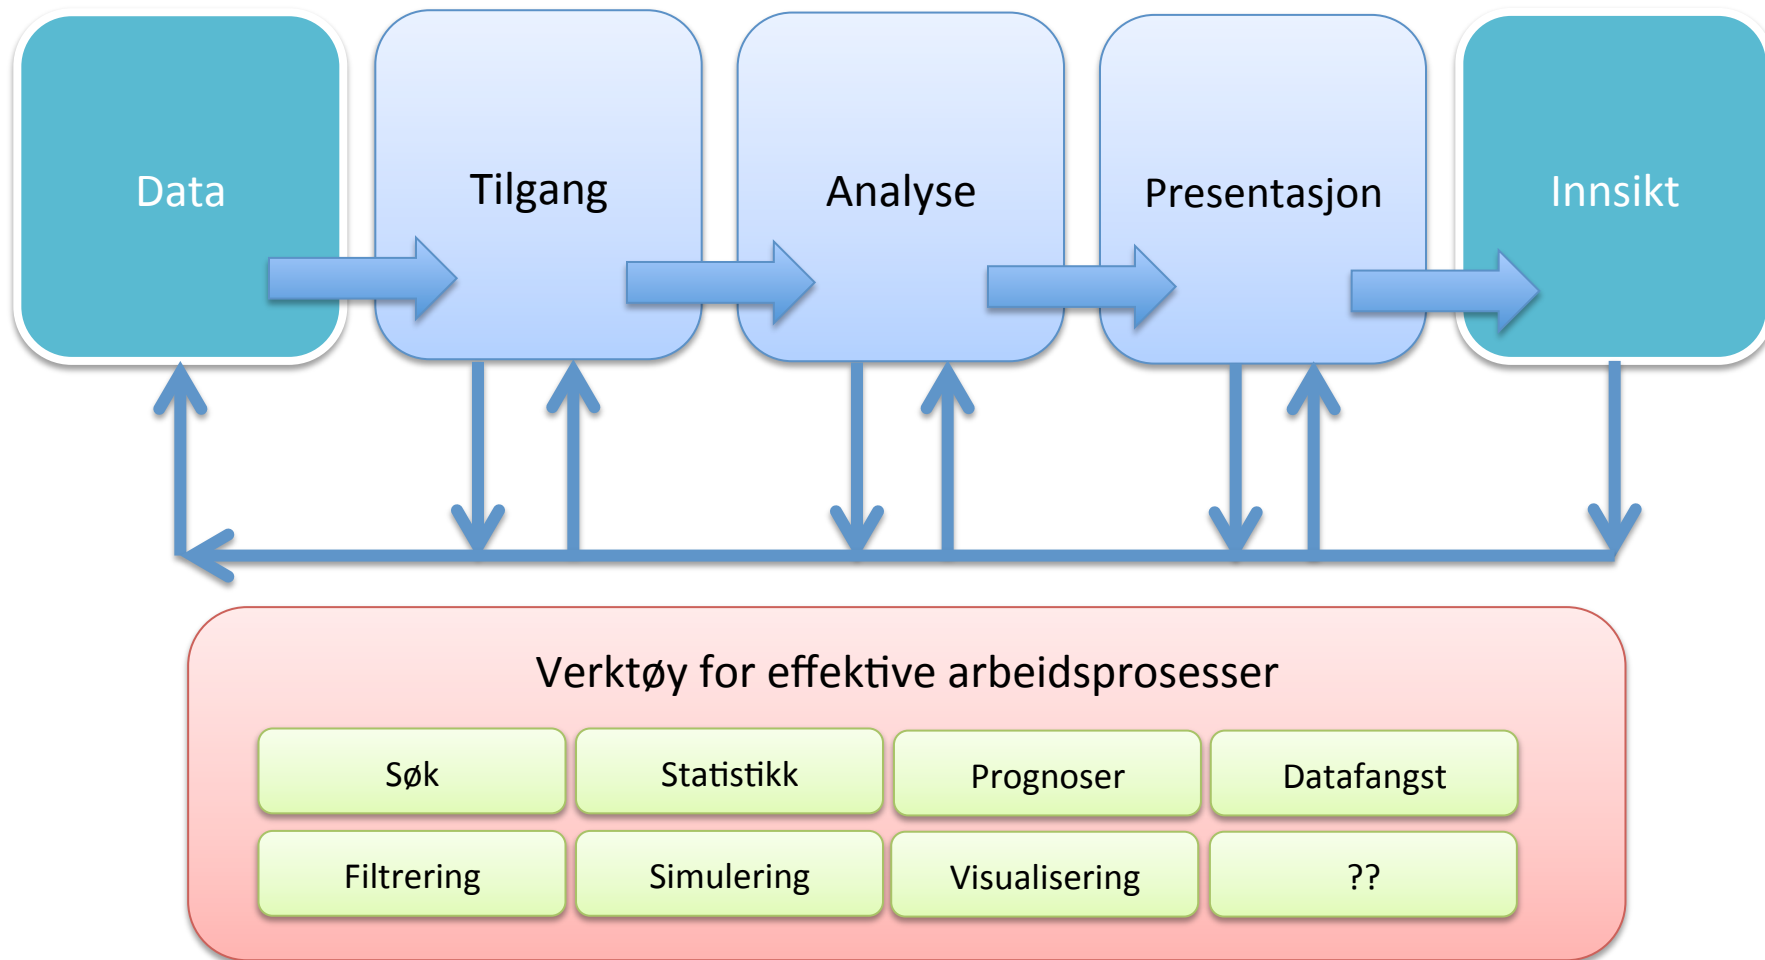 Data
Tilgang
Analyse
Presentasjon
Innsikt
Verktøy for effektive arbeidsprosesser
Søk
Statistikk
Prognoser
Datafangst
Filtrering
Simulering
Visualisering
??